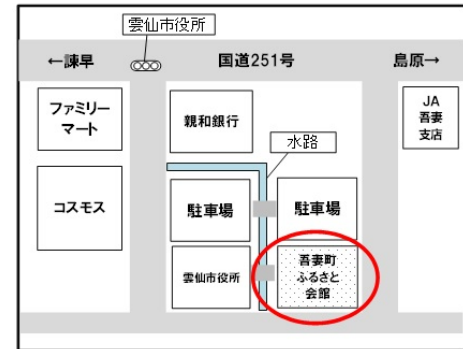 雲仙市役所
←諫早
国道251号
島原→
ファミリー
マート
親和銀行
JA
吾妻
支店
水路
コスモス
駐車場
駐車場
雲仙市役所
吾妻町
ふるさと
会館